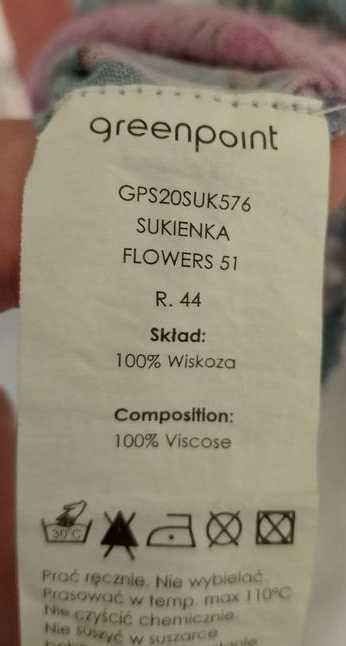 greenpoint
GPS20SUK576
SUKIENKA
FLOWERS 51
R. 44
Skład:
100% Wiskoza
Composition:
100% Viscose
30°C
Prać ręcznie. Nie wybielać.
Prasować w temp. max 110°C
Nie czyścić chemicznie.
Nie suszyć w suszarce